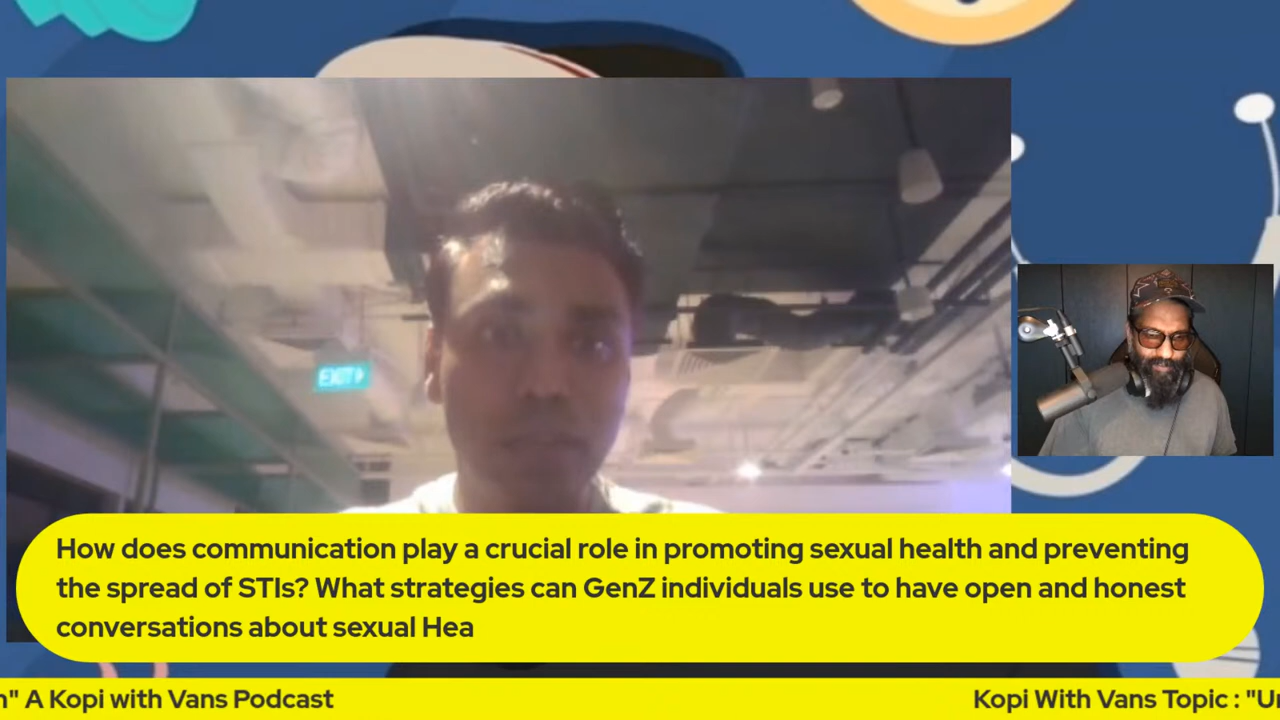 EXIT
How does communication play a crucial role in promoting sexual health and preventing
the spread of STIs? What strategies can GenZ individuals use to have open and honest
conversations about sexual Hea
n" A Kopi with Vans Podcast
Kopi With Vans Topic : "Un